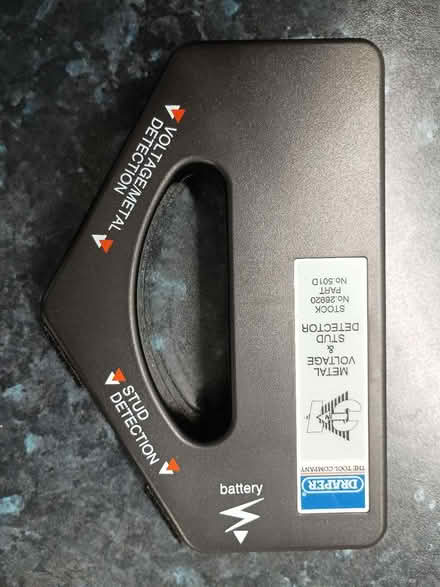 VOLTAGE/METAL
DETECTION
STUD
DETECTION
battery
DRAPER®
THE TOOL COMPANY
METAL
VOLTAGE
&
STUD
DETECTOR
STOCK
No.28820
PART
No.501D